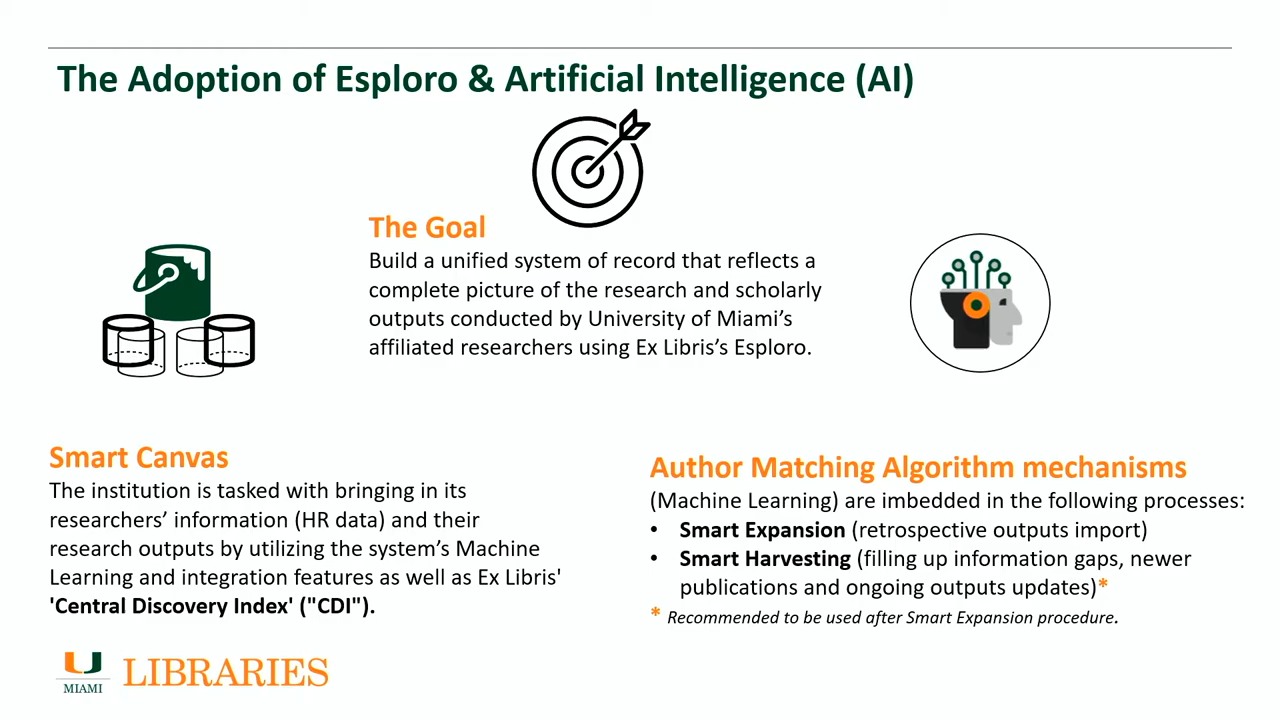 The Adoption of Esploro & Artificial Intelligence (AI)
The Goal
Build a unified system of record that reflects a
complete picture of the research and scholarly
outputs conducted by University of Miami's
affiliated researchers using Ex Libris's Esploro.
Smart Canvas
The institution is tasked with bringing in its
researchers' information (HR data) and their
research outputs by utilizing the system's Machine
Learning and integration features as well as Ex Libris'
'Central Discovery Index' ("CDI").
Author Matching Algorithm mechanisms
(Machine Learning) are imbedded in the following processes:
• Smart Expansion (retrospective outputs import)
• Smart Harvesting (filling up information gaps, newer
publications and ongoing outputs updates)*
* Recommended to be used after Smart Expansion procedure.
U
MIAMI
LIBRARIES